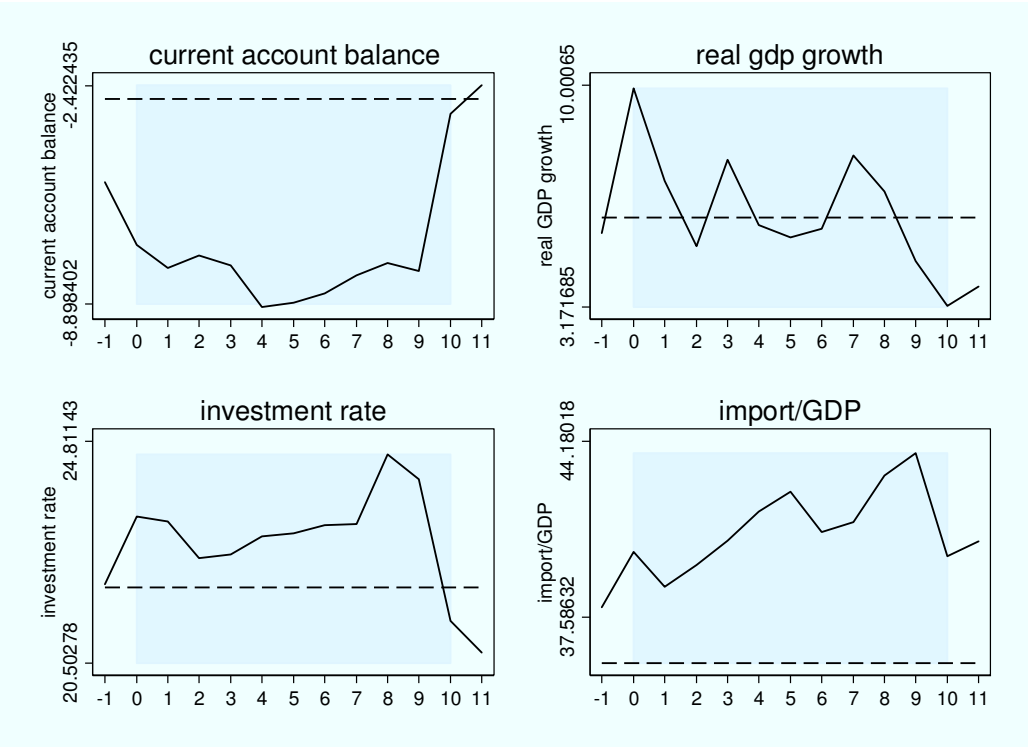 current account balance
current account balance
-2.422435
-8.898402
-1 0 1 2 3 4 5 6 7 8 9 10 11
real gdp growth
real GDP growth
10.00065
3.171685
-1 0 1 2 3 4 5 6 7 8 9 10 11
investment rate
investment rate
24.81143
20.50278
-1 0 1 2 3 4 5 6 7 8 9 10 11
import/GDP
import/GDP
44.18018
37.58632
-1 0 1 2 3 4 5 6 7 8 9 10 11